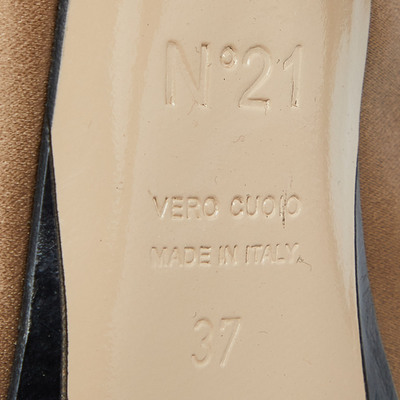 N°21
VERO CUOIO
MADE IN ITALY
37